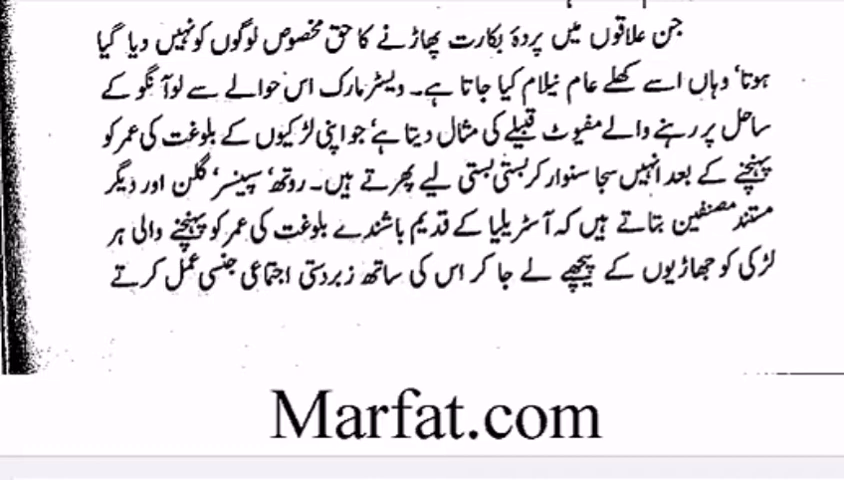 جن علاقوں میں پردۂ بکارت پھاڑنے کا حق مخصوص لوگوں کو نہیں دیا گیا
ہوتا‘ وہاں اسے کھلے عام نیلام کیا جاتا ہے۔ ویسٹر مارک اس حوالے سے لوآنگو کے
ساحل پر رہنے والے مفیوٹ قبیلے کی مثال دیتا ہے‘ جو اپنی لڑکیوں کے بلوغت کی عمر کو
پہنچنے کے بعد انہیں سجا سنوار کر بستی بستی لیے پھرتے ہیں۔ روتھ‘ سپینسر‘ گلن اور دیگر
مستند مصنفین بتاتے ہیں کہ آسٹریلیا کے قدیم باشندے بلوغت کی عمر کو پہنچنے والی ہر
لڑکی کو جھاڑیوں کے پیچھے لے جا کر اس کی ساتھ زبردستی اجتماعی جنسی عمل کرتے
Marfat.com